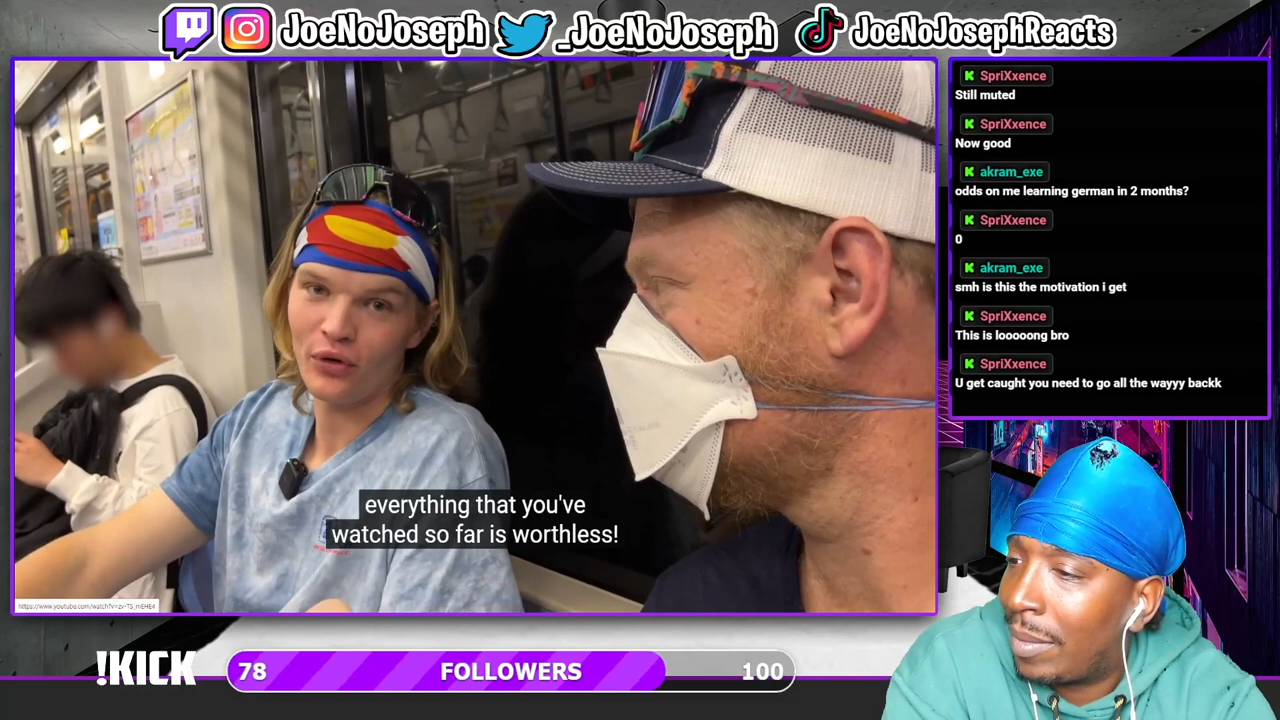 JoeNoJoseph
_JoeNoJoseph
JoeNoJosephReacts
SpriXxence
Still muted
SpriXxence
Now good
akram_exe
odds on me learning german in 2 months?
SpriXxence
0
akram_exe
smh is this the motivation i get
SpriXxence
This is looooong bro
SpriXxence
U get caught you need to go all the wayyy backk
everything that you've
watched so far is worthless!
!KICK
78
FOLLOWERS
100